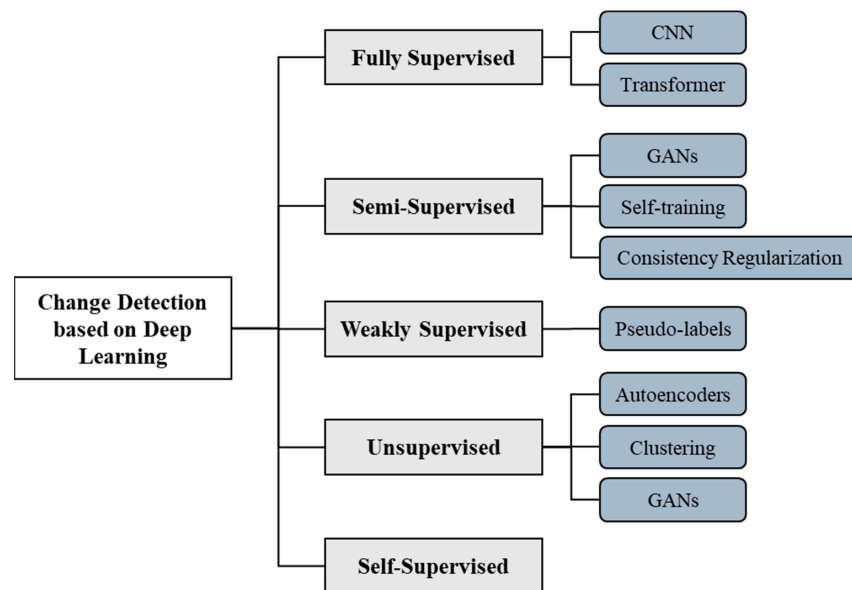 Change Detection
based on Deep
Learning
Fully Supervised
CNN
Transformer
Semi-Supervised
GANs
Self-training
Consistency Regularization
Weakly Supervised
Pseudo-labels
Unsupervised
Autoencoders
Clustering
GANs
Self-Supervised